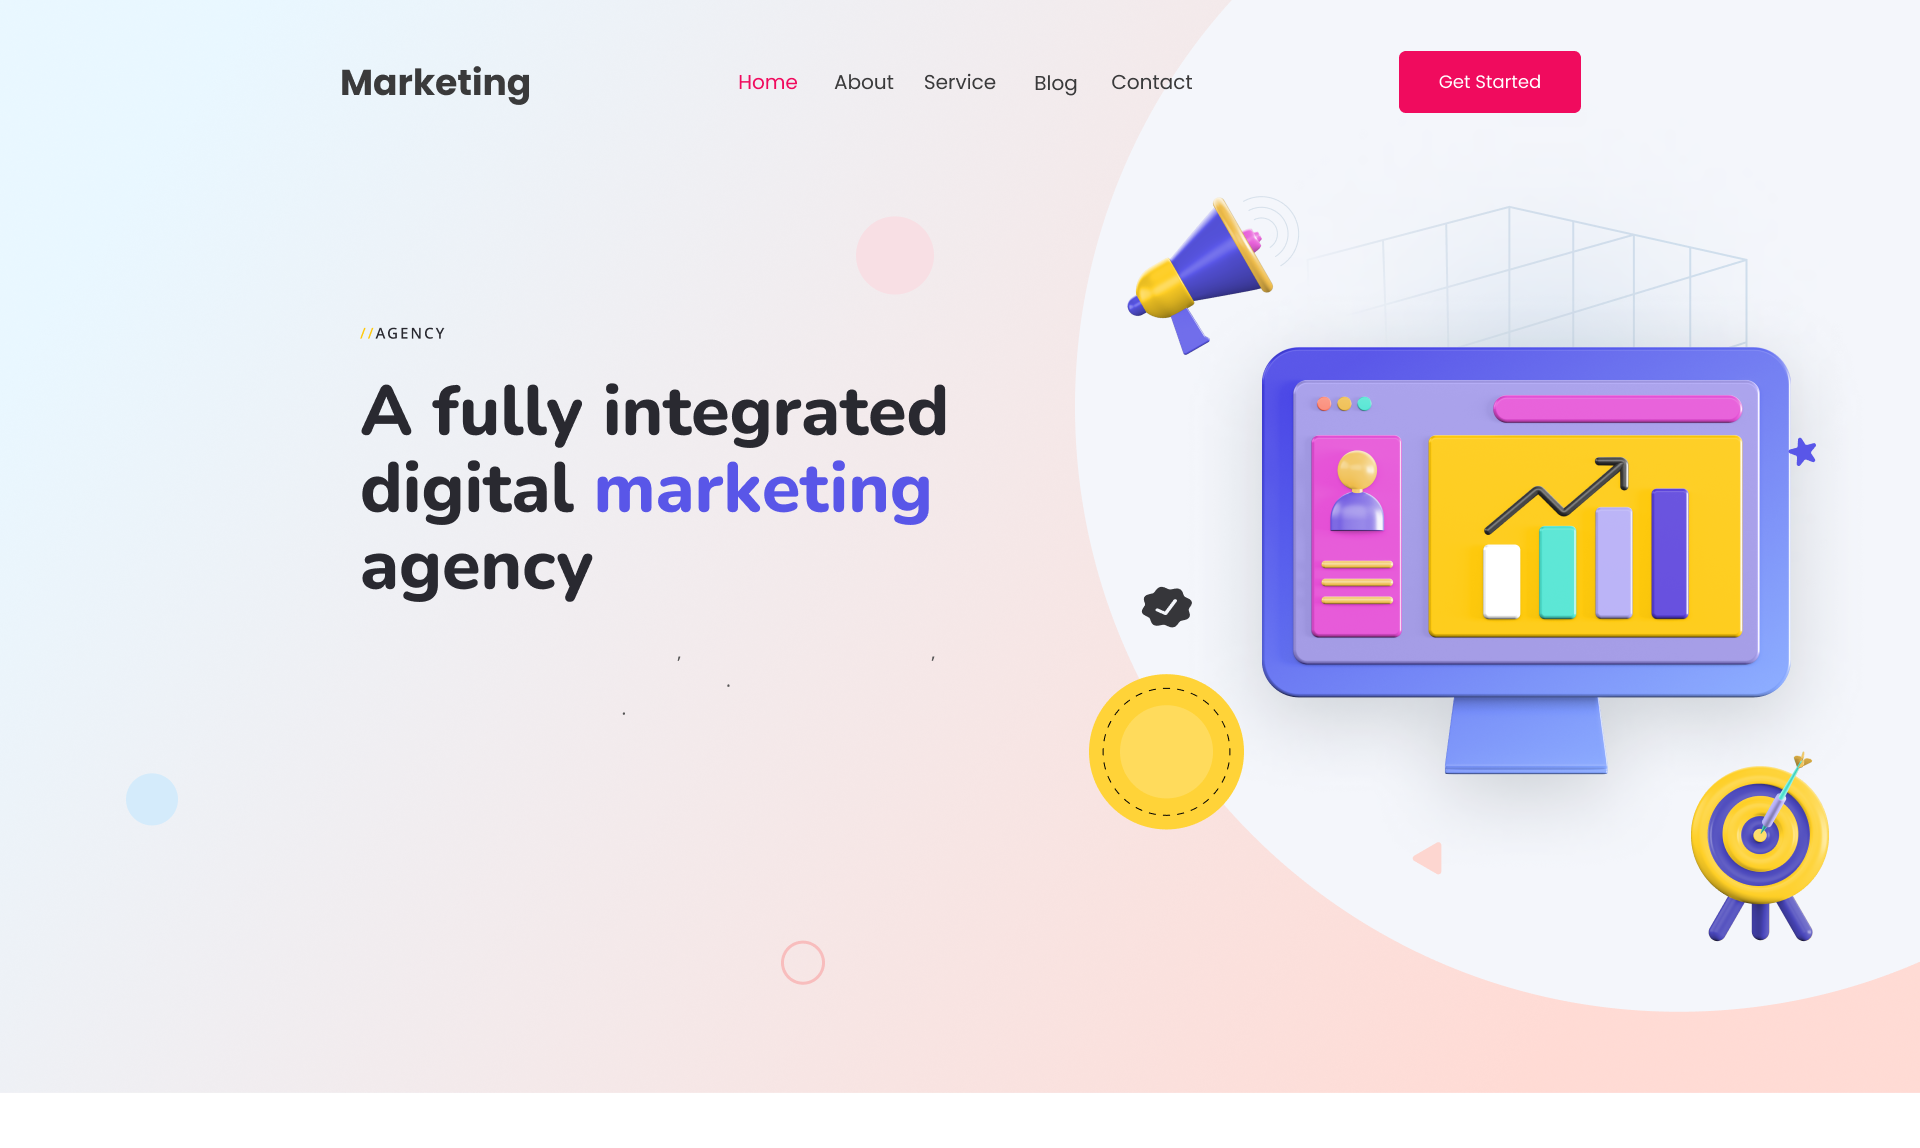 Marketing
Home About Service Blog Contact
Get Started
//AGENCY
A fully integrated
digital marketing
agency
, ,
.
.